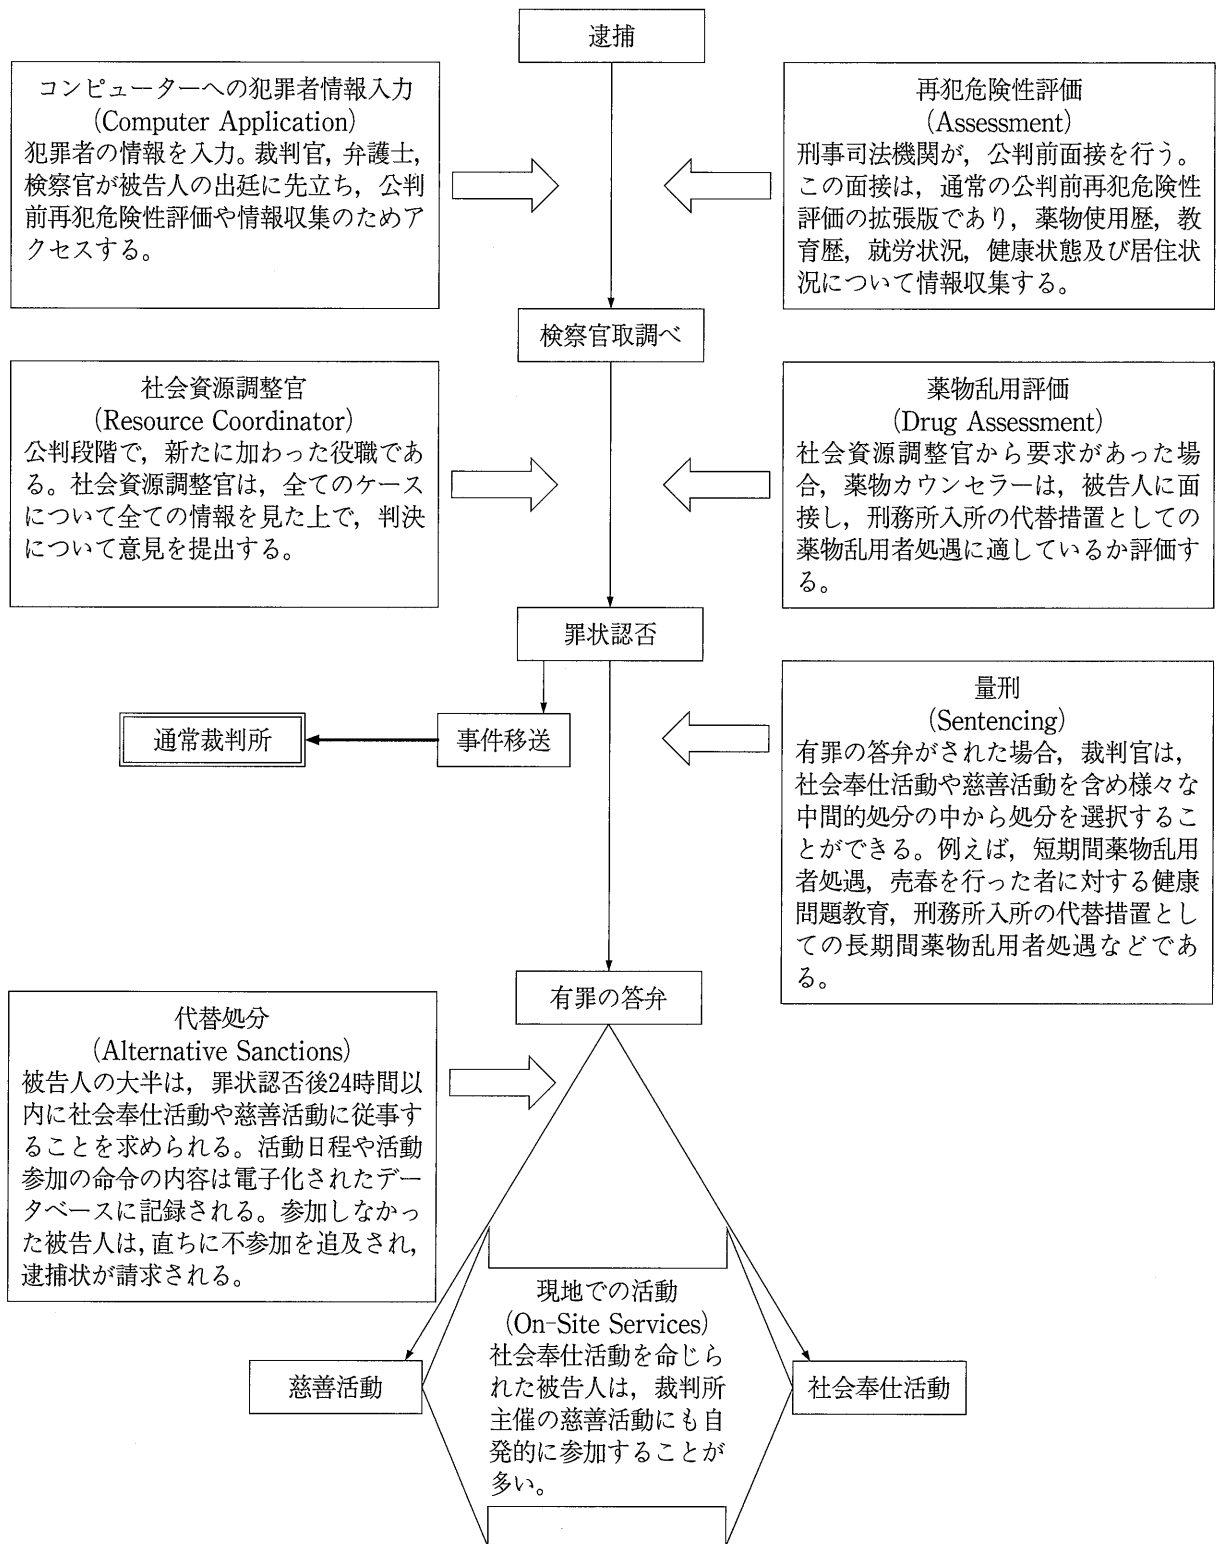 逮捕
コンピューターへの犯罪者情報入力
(Computer Application)
犯罪者の情報を入力。裁判官，弁護士，
検察官が被告人の出廷に先立ち，公判
前再犯危険性評価や情報収集のためア
クセスする。
再犯危険性評価
(Assessment)
刑事司法機関が，公判前面接を行う。
この面接は，通常の公判前再犯危険性
評価の拡張版であり，薬物使用歴，教
育歴，就労状況，健康状態及び居住状
況について情報収集する。
検察官取調べ
社会資源調整官
(Resource Coordinator)
公判段階で，新たに加わった役職であ
る。社会資源調整官は，全てのケース
について全ての情報を見た上で，判決
について意見を提出する。
薬物乱用評価
(Drug Assessment)
社会資源調整官から要求があった場
合，薬物カウンセラーは，被告人に面
接し，刑務所入所の代替措置としての
薬物乱用者処遇に適しているか評価す
る。
罪状認否
通常裁判所
事件移送
量刑
(Sentencing)
有罪の答弁がされた場合，裁判官は，
社会奉仕活動や慈善活動を含め様々な
中間的処分の中から処分を選択するこ
とができる。例えば，短期間薬物乱用
者処遇，売春を行った者に対する健康
問題教育，刑務所入所の代替措置とし
ての長期間薬物乱用者処遇などであ
る。
有罪の答弁
代替処分
(Alternative Sanctions)
被告人の大半は，罪状認否後24時間以
内に社会奉仕活動や慈善活動に従事す
ることを求められる。活動日程や活動
参加の命令の内容は電子化されたデー
タベースに記録される。参加しなかっ
た被告人は，直ちに不参加を追及され，
逮捕状が請求される。
現地での活動
(On-Site Services)
社会奉仕活動を命じら
れた被告人は，裁判所
主催の慈善活動にも自
発的に参加することが
多い。
慈善活動
社会奉仕活動